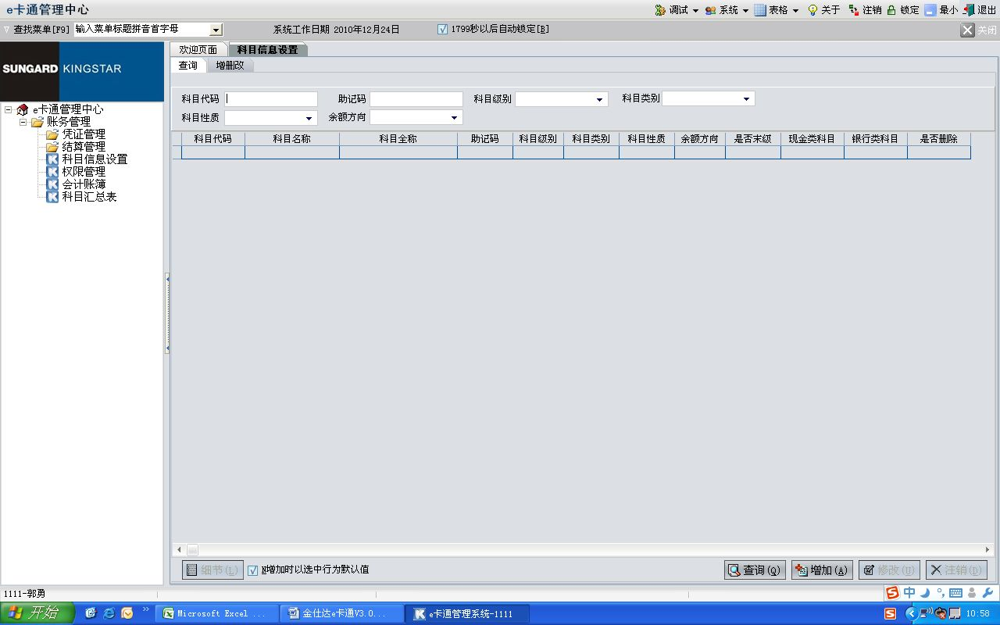 e卡通管理中心 调试 系统 表格 关于 注销 锁定 最小 退出
查找菜单[F9] 输入菜单标题拼音首字母 系统工作日期 2010年12月24日 1799秒以后自动锁定[B] 关闭
SUNGARD KINGSTAR
e卡通管理中心
账务管理
凭证管理
结算管理
科目信息设置
权限管理
会计账簿
科目汇总表
欢迎页面 科目信息设置
查询 增册改
科目代码 助记码 科目级别 科目类别
科目性质 余额方向
科目代码 科目名称 科目全称 助记码 科目级别 科目类别 科目性质 余额方向 是否末级 现金类科目 银行类科目 是否删除
细节(L) N增加时以选中行为默认值 查询(Q) 增加(A) 修改(U) 注销(D)
1111-郭勇 中
开始 Microsoft Excel ... 金仕达e卡通V3.0... e卡通管理系统-1111 10:58